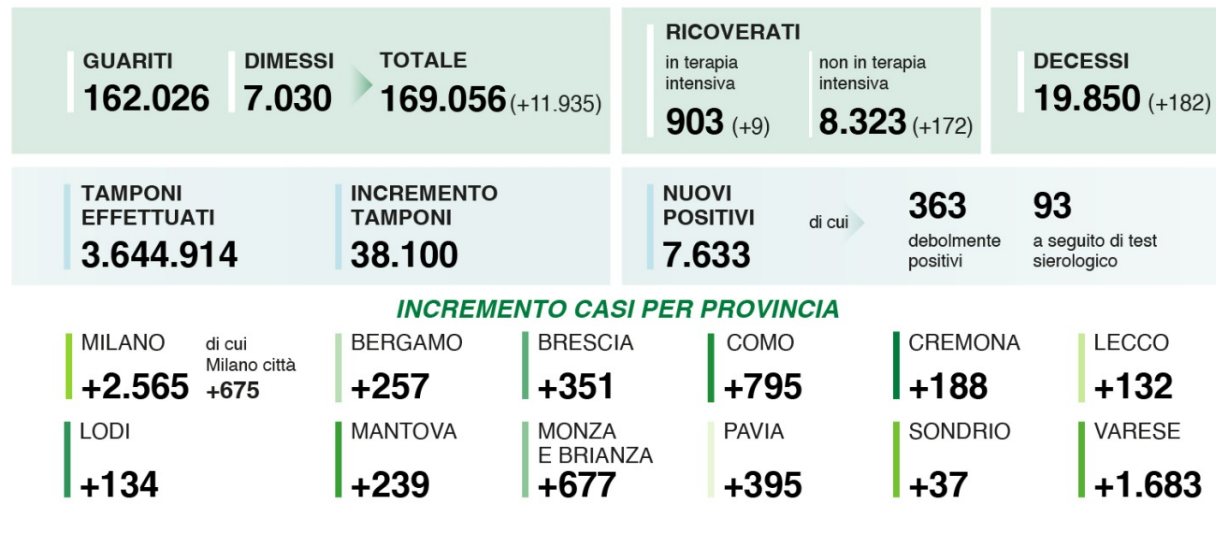 GUARITI
162.026
DIMESSI
7.030
TOTALE
169.056 (+11.935)
RICOVERATI
in terapia
intensiva
903 (+9)
non in terapia
intensiva
8.323 (+172)
DECESSI
19.850 (+182)
TAMPONI
EFFETTUATI
3.644.914
INCREMENTO
TAMPONI
38.100
NUOVI
POSITIVI
7.633
di cui
363
debolmente
positivi
93
a seguito di test
sierologico
INCREMENTO CASI PER PROVINCIA
MILANO
+2.565
di cui
Milano città
+675
BERGAMO
+257
BRESCIA
+351
COMO
+795
CREMONA
+188
LECCO
+132
LODI
+134
MANTOVA
+239
MONZA
E BRIANZA
+677
PAVIA
+395
SONDRIO
+37
VARESE
+1.683